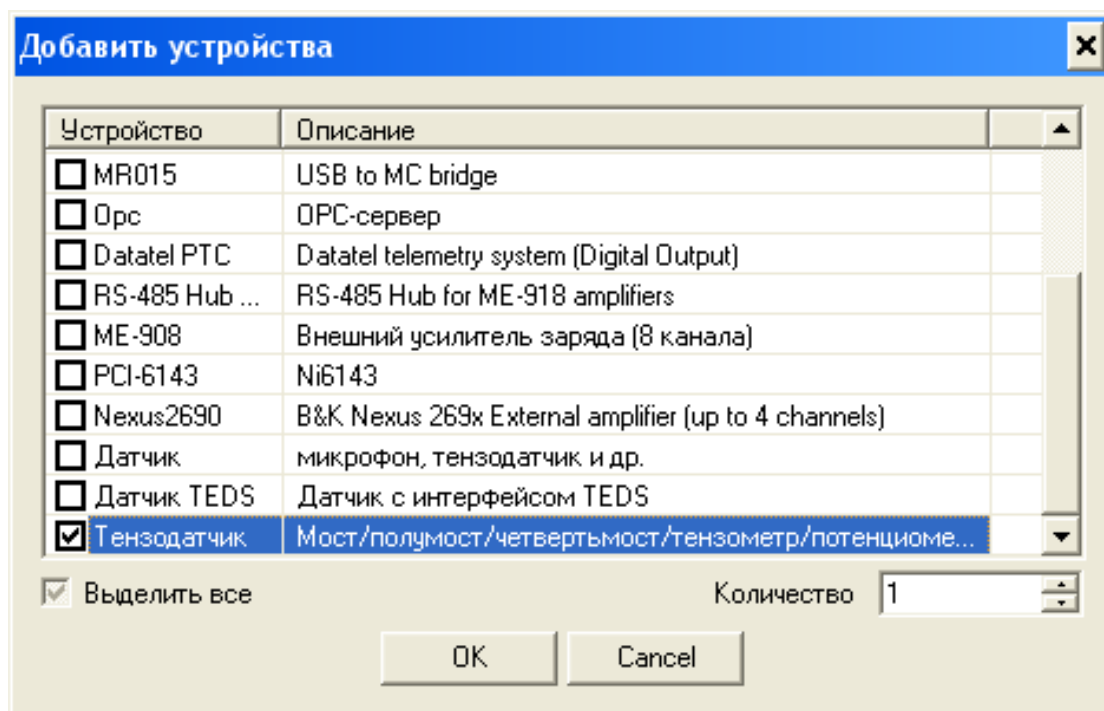 Добавить устройства
Устройство Описание
MR015 USB to MC bridge
Opc OPC-сервер
Datatel PTC Datatel telemetry system (Digital Output)
RS-485 Hub ... RS-485 Hub for ME-918 amplifiers
ME-908 Внешний усилитель заряда (8 канала)
PCI-6143 Ni6143
Nexus2690 B&K Nexus 269x External amplifier (up to 4 channels)
Датчик микрофон, тензодатчик и др.
Датчик TEDS Датчик с интерфейсом TEDS
Тензодатчик Мост/полумост/четвертьмост/тензометр/потенциоме...
Выделить все Количество 1
OK Cancel